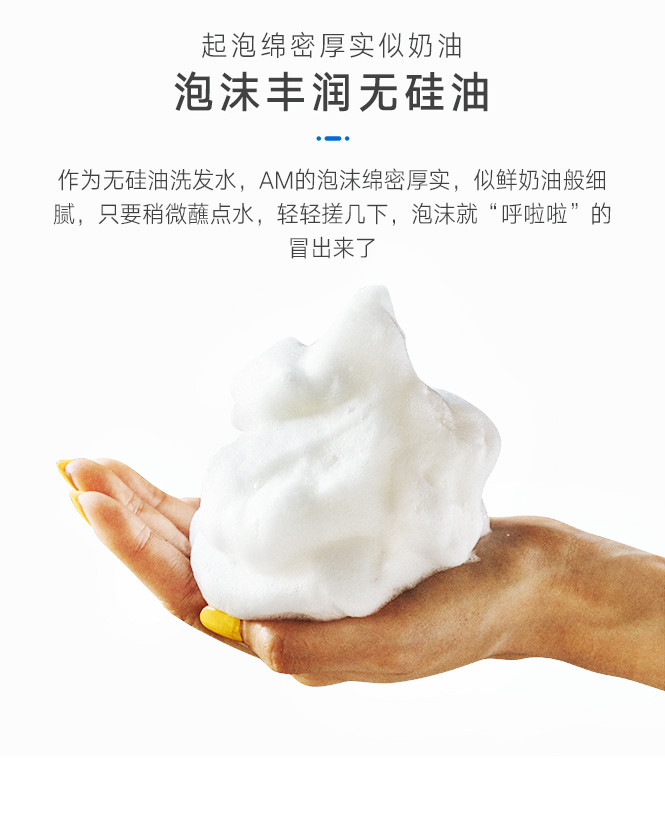 起泡绵密厚实似奶油
泡沫丰润无硅油
作为无硅油洗发水，AM的泡沫绵密厚实，似鲜奶油般细
腻，只要稍微蘸点水，轻轻搓几下，泡沫就“呼啦啦”的
冒出来了